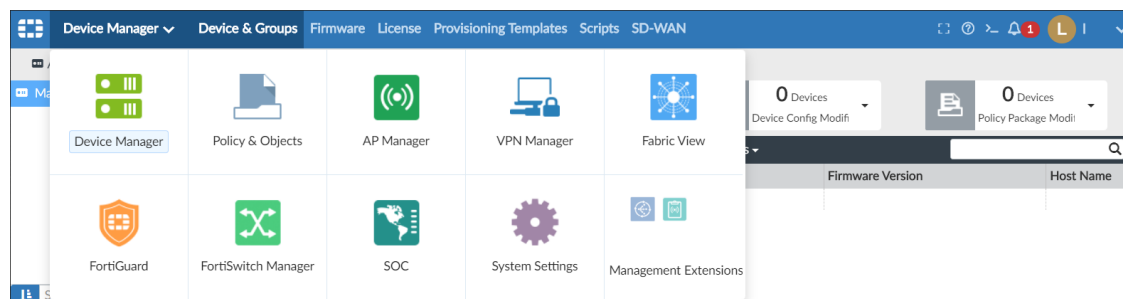 Device Manager Device & Groups Firmware License Provisioning Templates Scripts SD-WAN 1 L
Device Manager Policy & Objects AP Manager VPN Manager Fabric View
FortiGuard FortiSwitch Manager SOC System Settings Management Extensions
0 Devices
Device Config Modifi
0 Devices
Policy Package Modi
Firmware Version Host Name